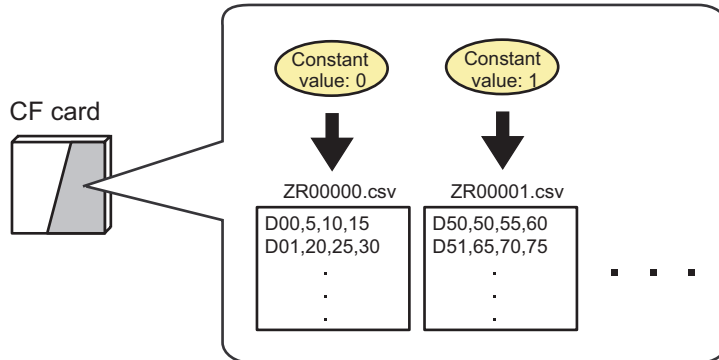 CF card
Constant
value: 0
Constant
value: 1
ZR00000.csv
ZR00001.csv
D00,5,10,15
D01,20,25,30
D50,50,55,60
D51,65,70,75